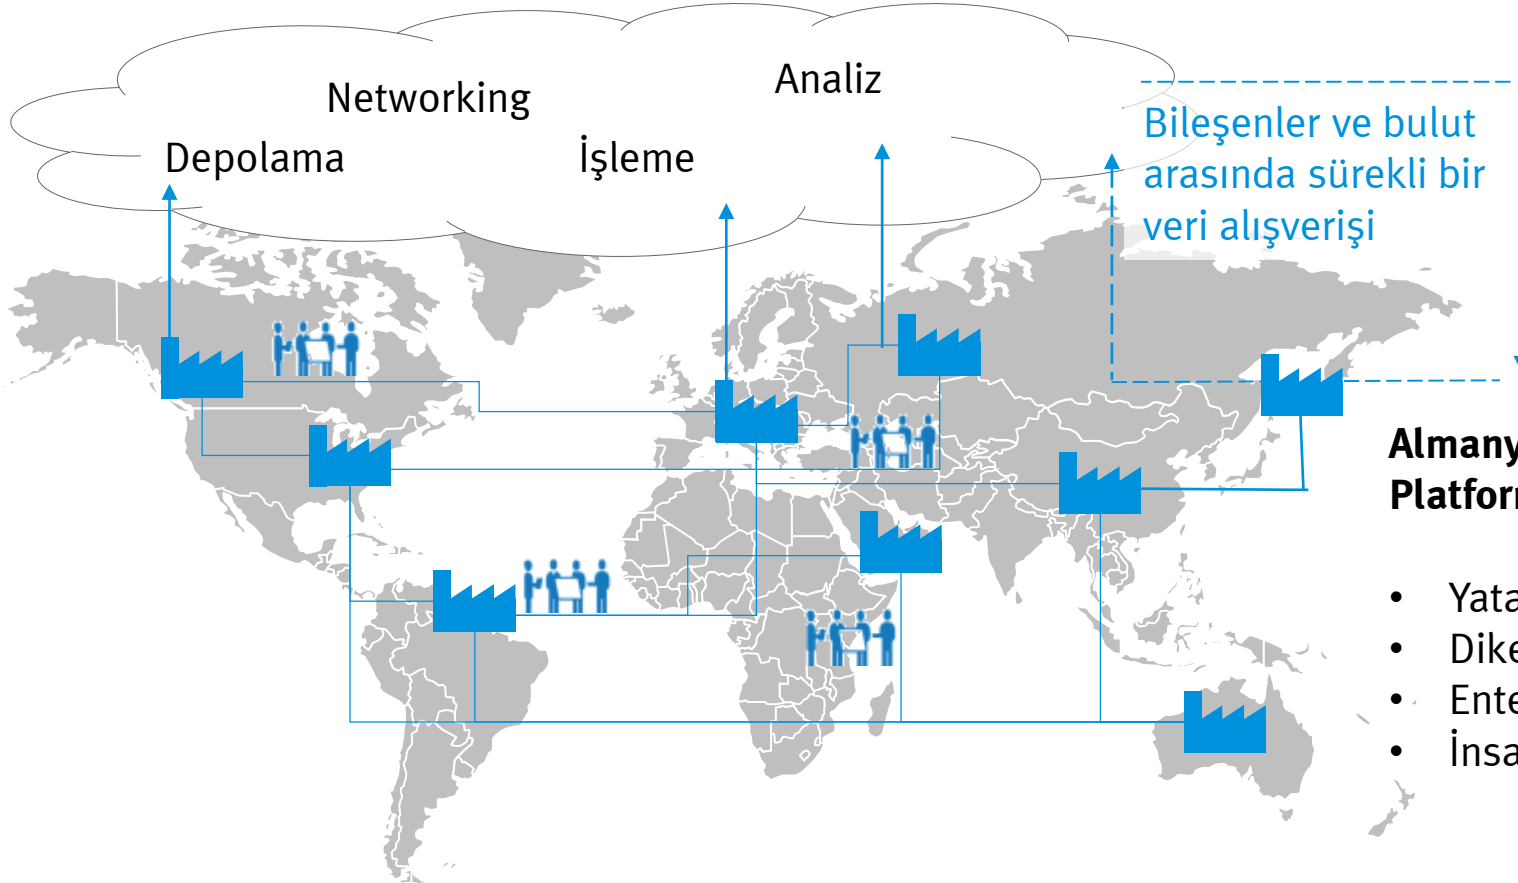 Analiz
Networking
Depolama
İşleme
Bileşenler ve bulut
arasında sürekli bir
veri alışverişi